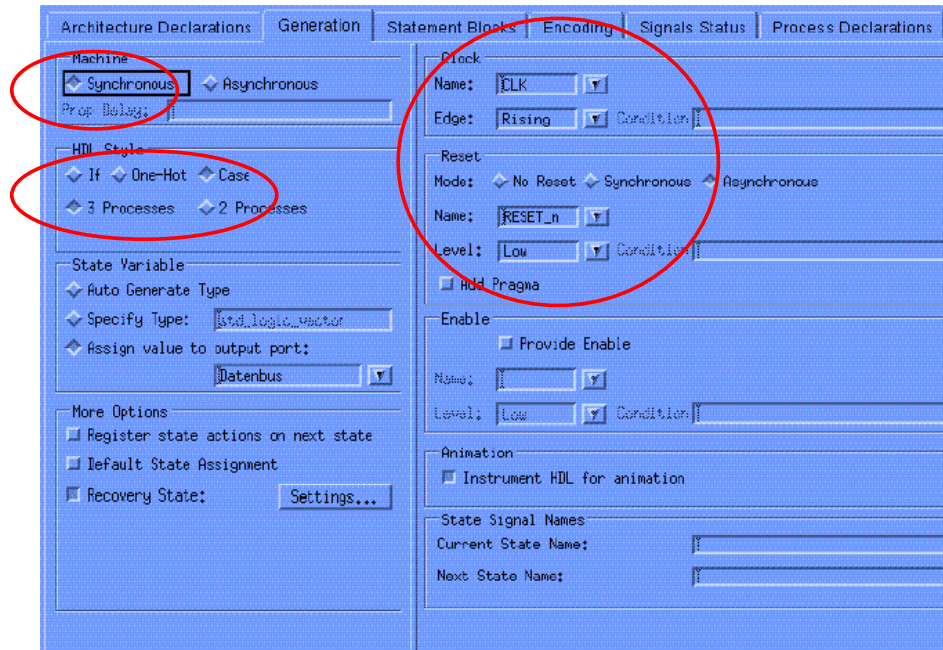 Architecture Declarations Generation Statement Blocks Encoding Signals Status Process Declarations
Machine
Synchronous Asynchronous
Prop Delay:
HDL Style
If One-Hot Case
3 Processes 2 Processes
State Variable
Auto Generate Type
Specify Type: std_logic_vector
Assign value to output port:
Datenbus
More Options
Register state actions on next state
Default State Assignment
Recovery State: Settings...
Clock
Name: CLK
Edge: Rising Condition
Reset
Mode: No Reset Synchronous Asynchronous
Name: RESET_n
Level: Low Condition
Add Pragma
Enable
Provide Enable
Name:
Level: Low Condition
Animation
Instrument HDL for animation
State Signal Names
Current State Name:
Next State Name: